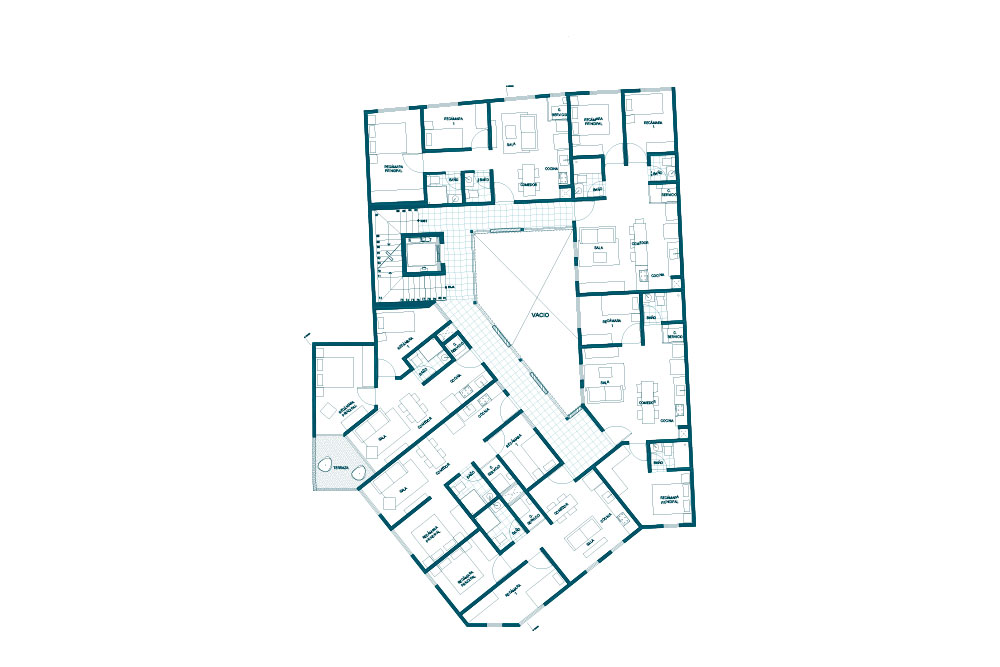 RECÁMARA
1
C.
SERVICIO
RECÁMARA
PRINCIPAL
RECÁMARA
1
SALA
RECÁMARA
PRINCIPAL
BAÑO
BAÑO
COMEDOR
COCINA
BAÑO
BAÑO
C.
SERVICIO
SALA
COMEDOR
COCINA
VACIO
RECÁMARA
1
BAÑO
C.
SERVICIO
RECÁMARA
1
BAÑO
C.
SERVICIO
COCINA
SALA
COMEDOR
COCINA
RECÁMARA
PRINCIPAL
COMEDOR
SALA
COCINA
TERRAZA
RECÁMARA
1
COMEDOR
SALA
BAÑO
C.
SERVICIO
BAÑO
RECÁMARA
PRINCIPAL
RECÁMARA
PRINCIPAL
C.
SERVICIO
BAÑO
COMEDOR
COCINA
SALA
RECÁMARA
PRINCIPAL
RECÁMARA
1